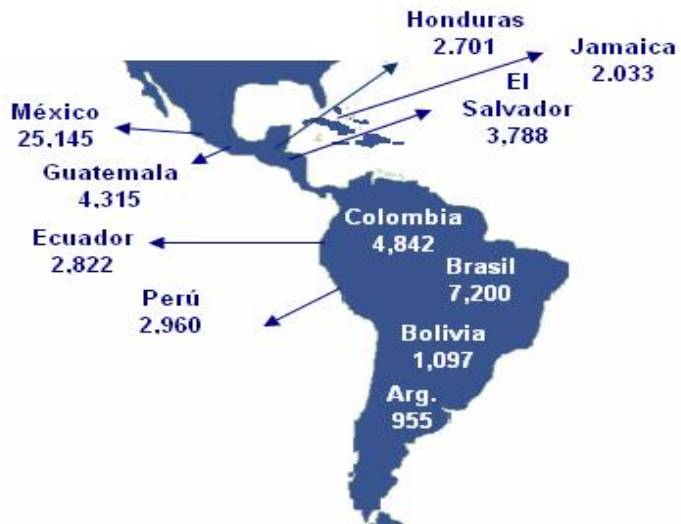 Honduras
2.701
Jamaica
2.033
El
Salvador
3,788
México
25,145
Guatemala
4,315
Colombia
4,842
Ecuador
2,822
Brasil
7,200
Perú
2,960
Bolivia
1,097
Arg.
955